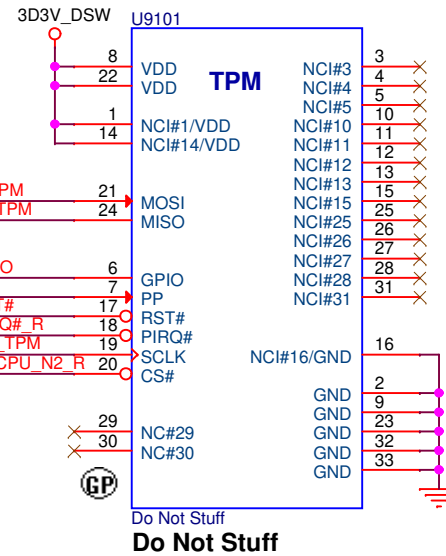 3D3V_DSW
U9101
8 VDD
22 VDD
TPM
1 NCI#1/VDD
14 NCI#14/VDD
PM 21 MOSI
TPM 24 MISO
O 6 GPIO
7 PP
T# 17 RST#
Q#_R 18 PIRQ#
_TPM 19 SCLK
CPU_N2_R 20 CS#
29 NC#29
30 NC#30
NCI#3 3
NCI#4 4
NCI#5 5
NCI#10 10
NCI#11 11
NCI#12 12
NCI#13 13
NCI#15 15
NCI#25 25
NCI#26 26
NCI#27 27
NCI#28 28
NCI#31 31
NCI#16/GND 16
GND 2
GND 9
GND 23
GND 32
GND 33
GP
Do Not Stuff
Do Not Stuff